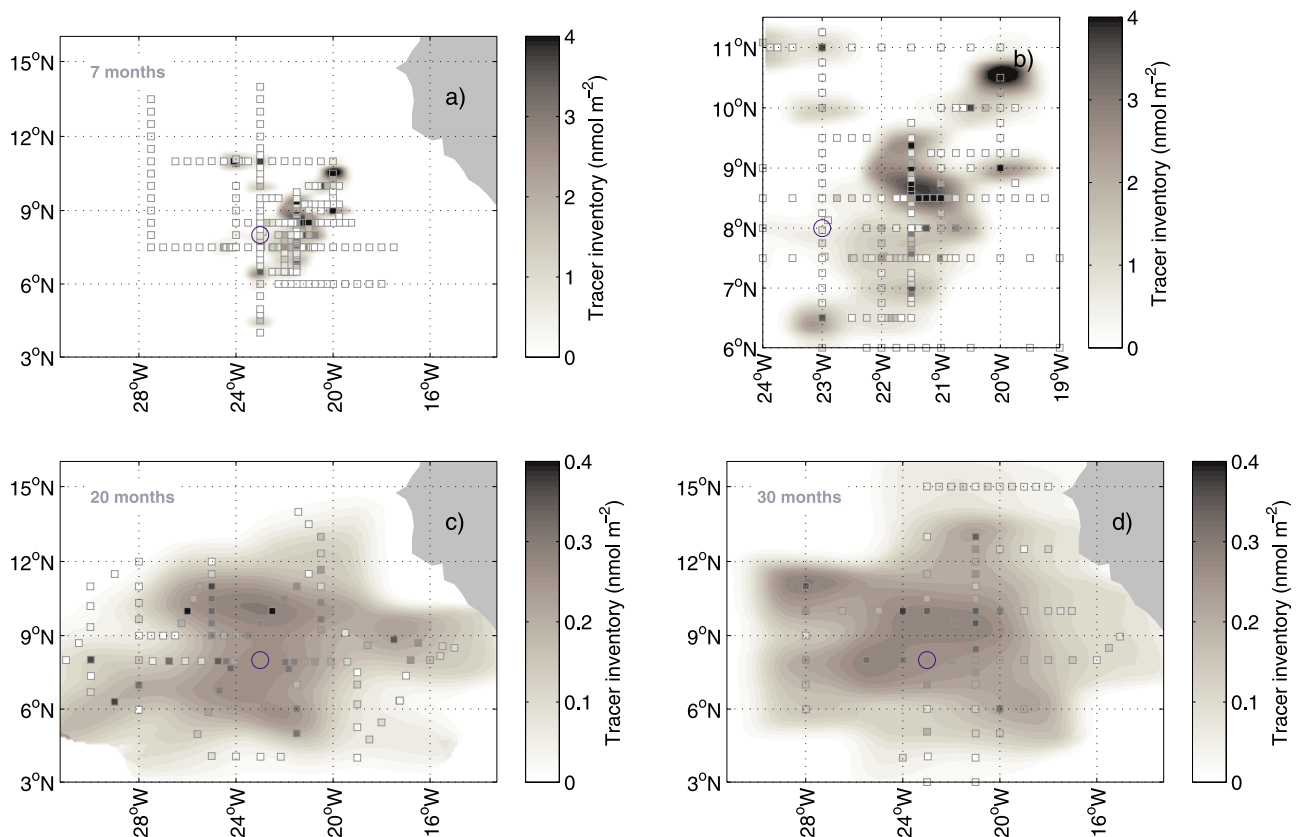 7 months
a)
15°N
12°N
9°N
6°N
3°N
28°W
24°W
20°W
16°W
4
3
2
1
0
Tracer inventory (nmol m⁻²)
b)
11°N
10°N
9°N
8°N
7°N
6°N
24°W
23°W
22°W
21°W
20°W
19°W
4
3
2
1
0
Tracer inventory (nmol m⁻²)
20 months
c)
15°N
12°N
9°N
6°N
3°N
28°W
24°W
20°W
16°W
0.4
0.3
0.2
0.1
0
Tracer inventory (nmol m⁻²)
30 months
d)
15°N
12°N
9°N
6°N
3°N
28°W
24°W
20°W
16°W
0.4
0.3
0.2
0.1
0
Tracer inventory (nmol m⁻²)